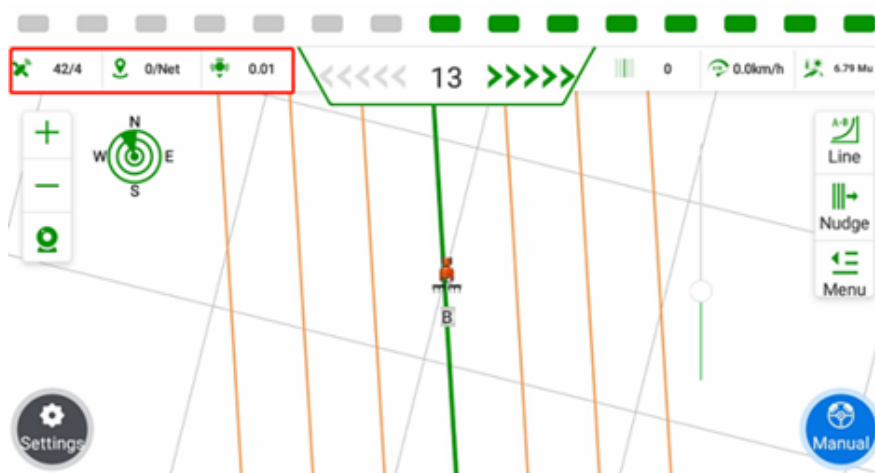 42/4 0/Net 0.01 13 0 0.0km/h 6.79 Mu
N
W E
S
A-B
Line
Nudge
Menu
B
Settings
Manual